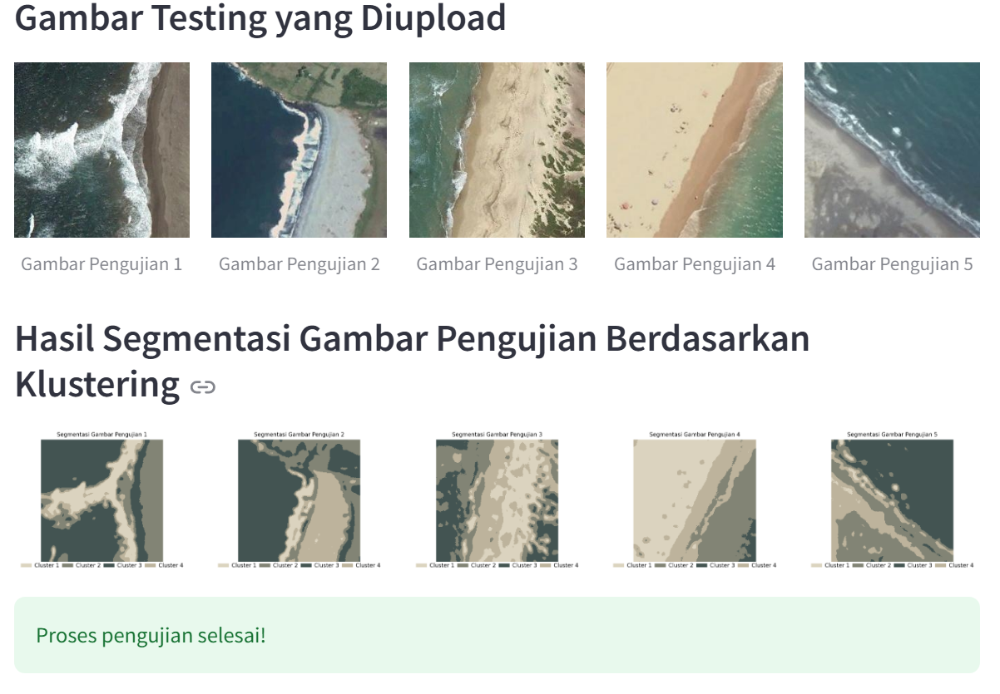 Gambar Testing yang Diupload
Gambar Pengujian 1
Gambar Pengujian 2
Gambar Pengujian 3
Gambar Pengujian 4
Gambar Pengujian 5
Hasil Segmentasi Gambar Pengujian Berdasarkan
Klustering
Segmentasi Gambar Pengujian 1
Segmentasi Gambar Pengujian 2
Segmentasi Gambar Pengujian 3
Segmentasi Gambar Pengujian 4
Segmentasi Gambar Pengujian 5
Cluster 1 Cluster 2 Cluster 3 Cluster 4
Cluster 1 Cluster 2 Cluster 3 Cluster 4
Cluster 1 Cluster 2 Cluster 3 Cluster 4
Cluster 1 Cluster 2 Cluster 3 Cluster 4
Cluster 1 Cluster 2 Cluster 3 Cluster 4
Proses pengujian selesai!